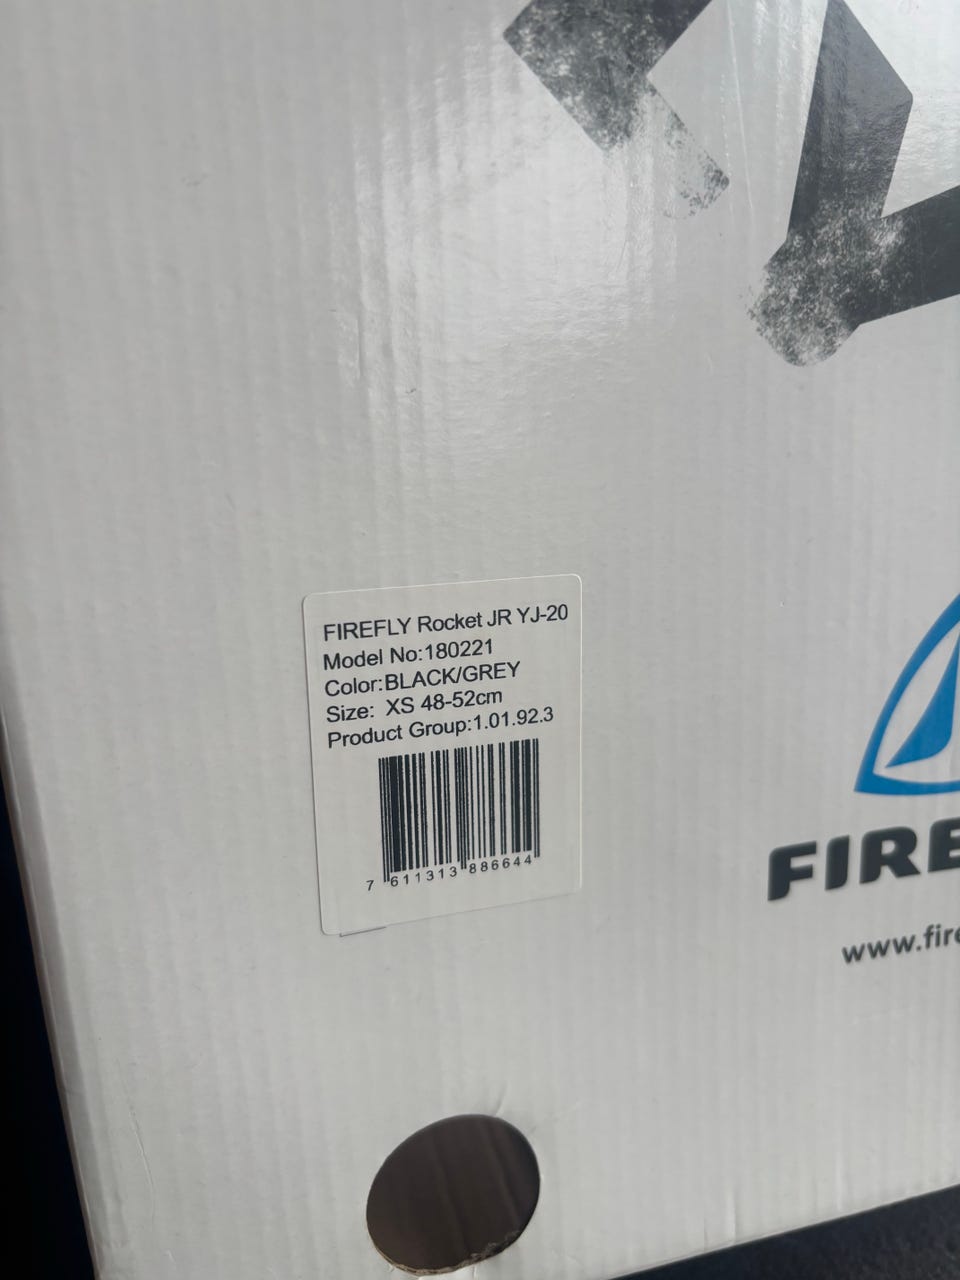 FIREFLY Rocket JR YJ-20
Model No:180221
Color:BLACK/GREY
Size: XS 48-52cm
Product Group:1.01.92.3
7 611313 886644
FIRE
www.fire